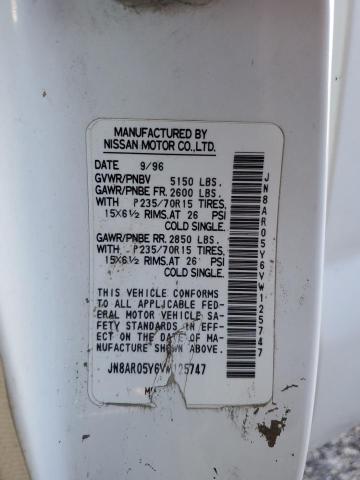 MANUFACTURED BY
NISSAN MOTOR CO.,LTD.
DATE 9/96
GVWR/PNBV 5150 LBS.
GAWR/PNBE FR. 2600 LBS.
WITH P235/70R15 TIRES,
15X6½ RIMS, AT 26 PSI
COLD SINGLE.
GAWR/PNBE RR. 2850 LBS.
WITH P235/70R15 TIRES,
15X6½ RIMS, AT 26 PSI
COLD SINGLE.
THIS VEHICLE CONFORMS
TO ALL APPLICABLE FED-
ERAL MOTOR VEHICLE SA-
FETY STANDARDS IN EFF-
ECT ON THE DATE OF MA-
NUFACTURE SHOWN ABOVE.
JN8AR05Y6VW125747
JN8AR05Y6VW125747